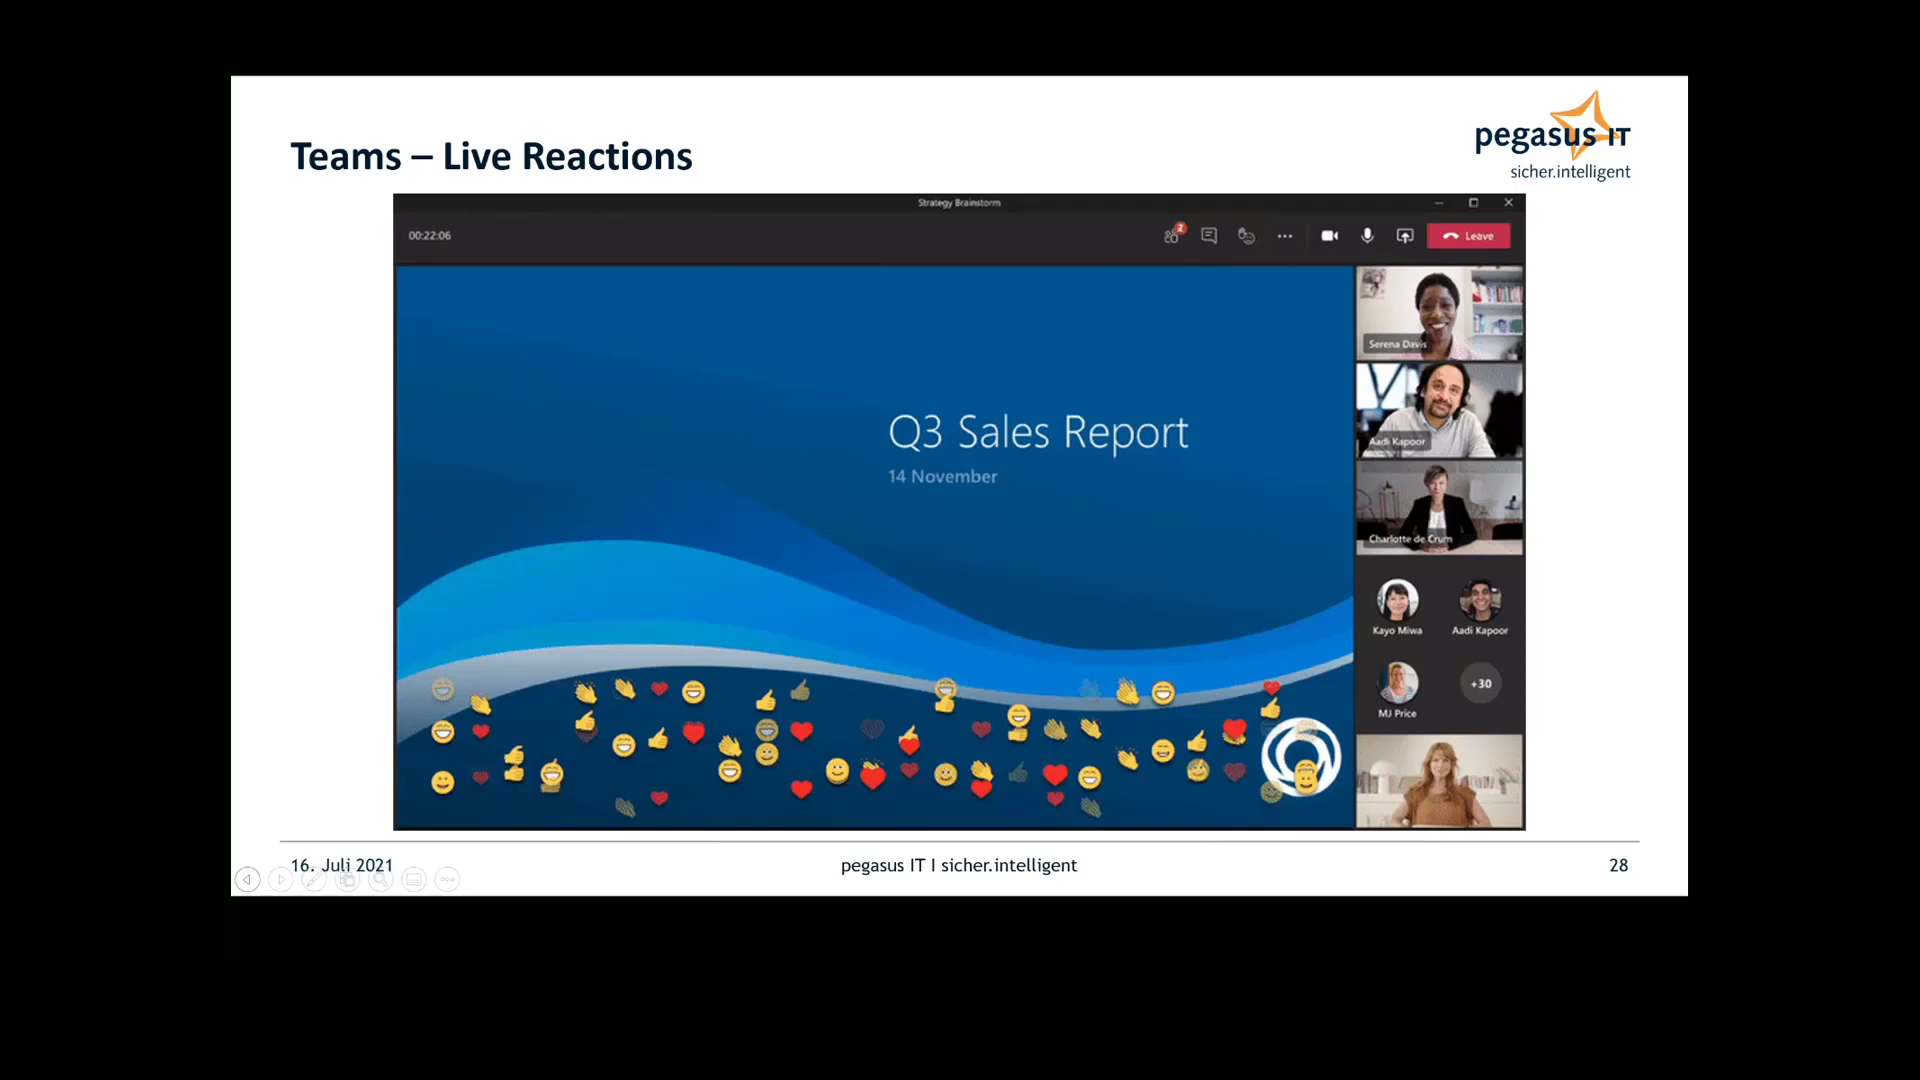 Teams – Live Reactions
pegasus IT
sicher.intelligent
Strategy Brainstorm
00:22:06
2
Leave
Q3 Sales Report
14 November
Serena Davis
Aadi Kapoor
Charlotte de Crum
Kayo Miwa
Aadi Kapoor
MJ Price
+30
16. Juli 2021
pegasus IT I sicher.intelligent
28